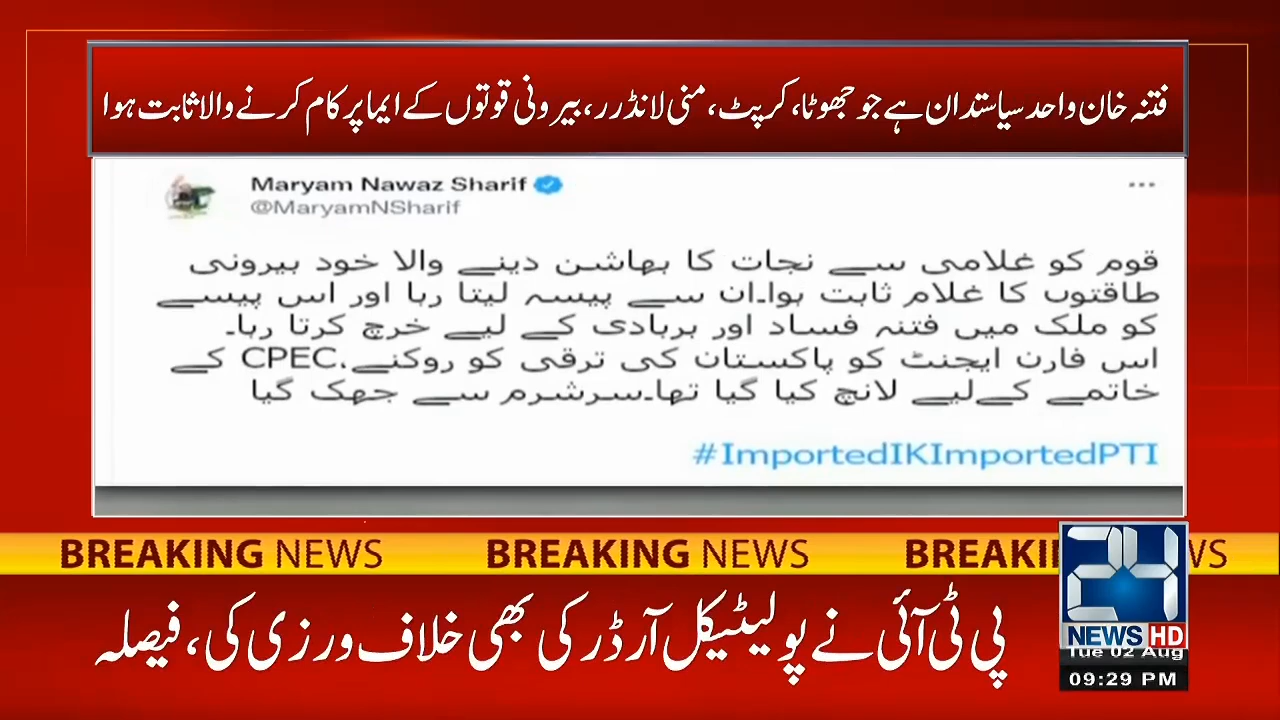 فتنہ خان واحد سیاستدان ہے جو جھوٹا، کرپٹ، منی لانڈرر، بیرونی قوتوں کے ایما پر کام کرنے والا ثابت ہوا
Maryam Nawaz Sharif
@MaryamNSharif
قوم کو غلامی سے نجات کا بھاشن دینے والا خود بیرونی
طاقتوں کا غلام ثابت ہوا۔ان سے پیسہ لیتا رہا اور اس پیسے
کو ملک میں فتنہ فساد اور بربادی کے لیے خرچ کرتا رہا۔
اس فارن ایجنٹ کو پاکستان کی ترقی کو روکنے،CPEC کے
خاتمے کےلیے لانچ کیا گیا تھا۔سرشرم سے جھک گیا
#ImportedIKImportedPTI
BREAKING NEWS BREAKING NEWS BREAKI WS
24
NEWS HD
Tue 02 Aug
09:29 PM
پی ٹی آئی نے پولیٹیکل آرڈر کی بھی خلاف ورزی کی، فیصلہ